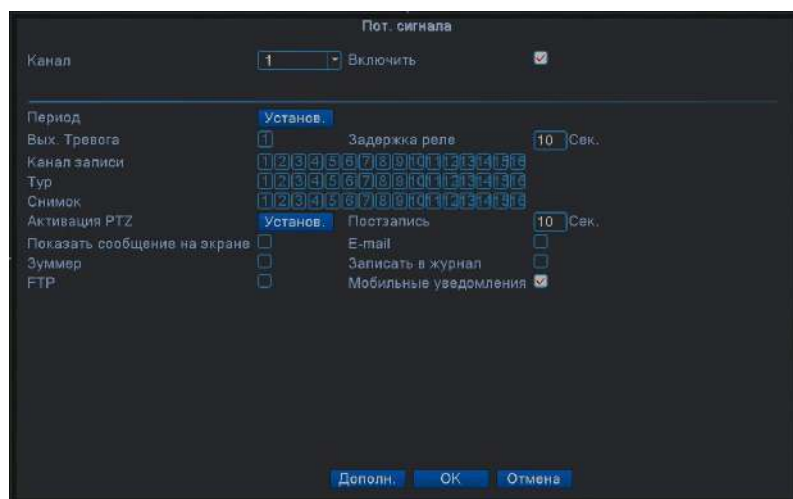 Пот. сигнала
Канал 1 Включить
Период Установ.
Вых. Тревога 1 Задержка реле 10 Сек.
Канал записи 1 2 3 4 5 6 7 8 9 10 11 12 13 14 15 16
Тур 1 2 3 4 5 6 7 8 9 10 11 12 13 14 15 16
Снимок 1 2 3 4 5 6 7 8 9 10 11 12 13 14 15 16
Активация PTZ Установ. Постзапись 10 Сек.
Показать сообщение на экране E-mail
Зуммер Записать в журнал
FTP Мобильные уведомления
Дополн. OK Отмена